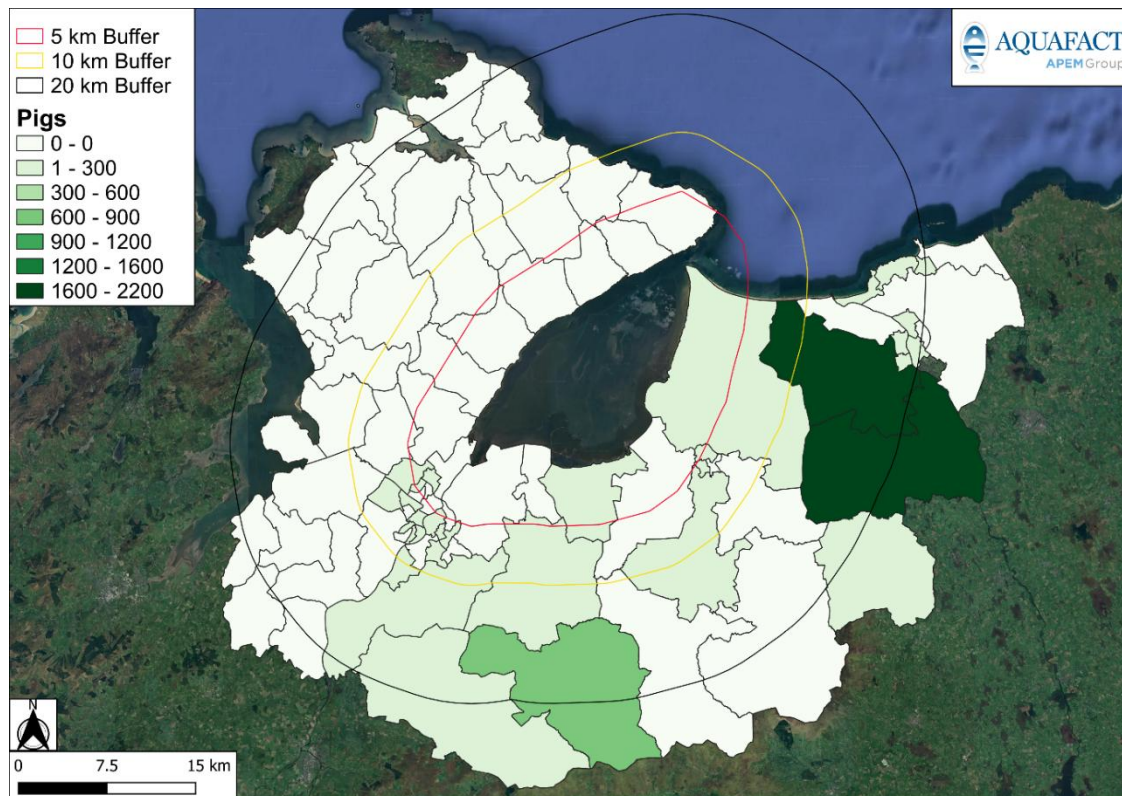 5 km Buffer
10 km Buffer
20 km Buffer
Pigs
0 - 0
1 - 300
300 - 600
600 - 900
900 - 1200
1200 - 1600
1600 - 2200
AQUAFACT
APEM Group
N
0 7.5 15 km